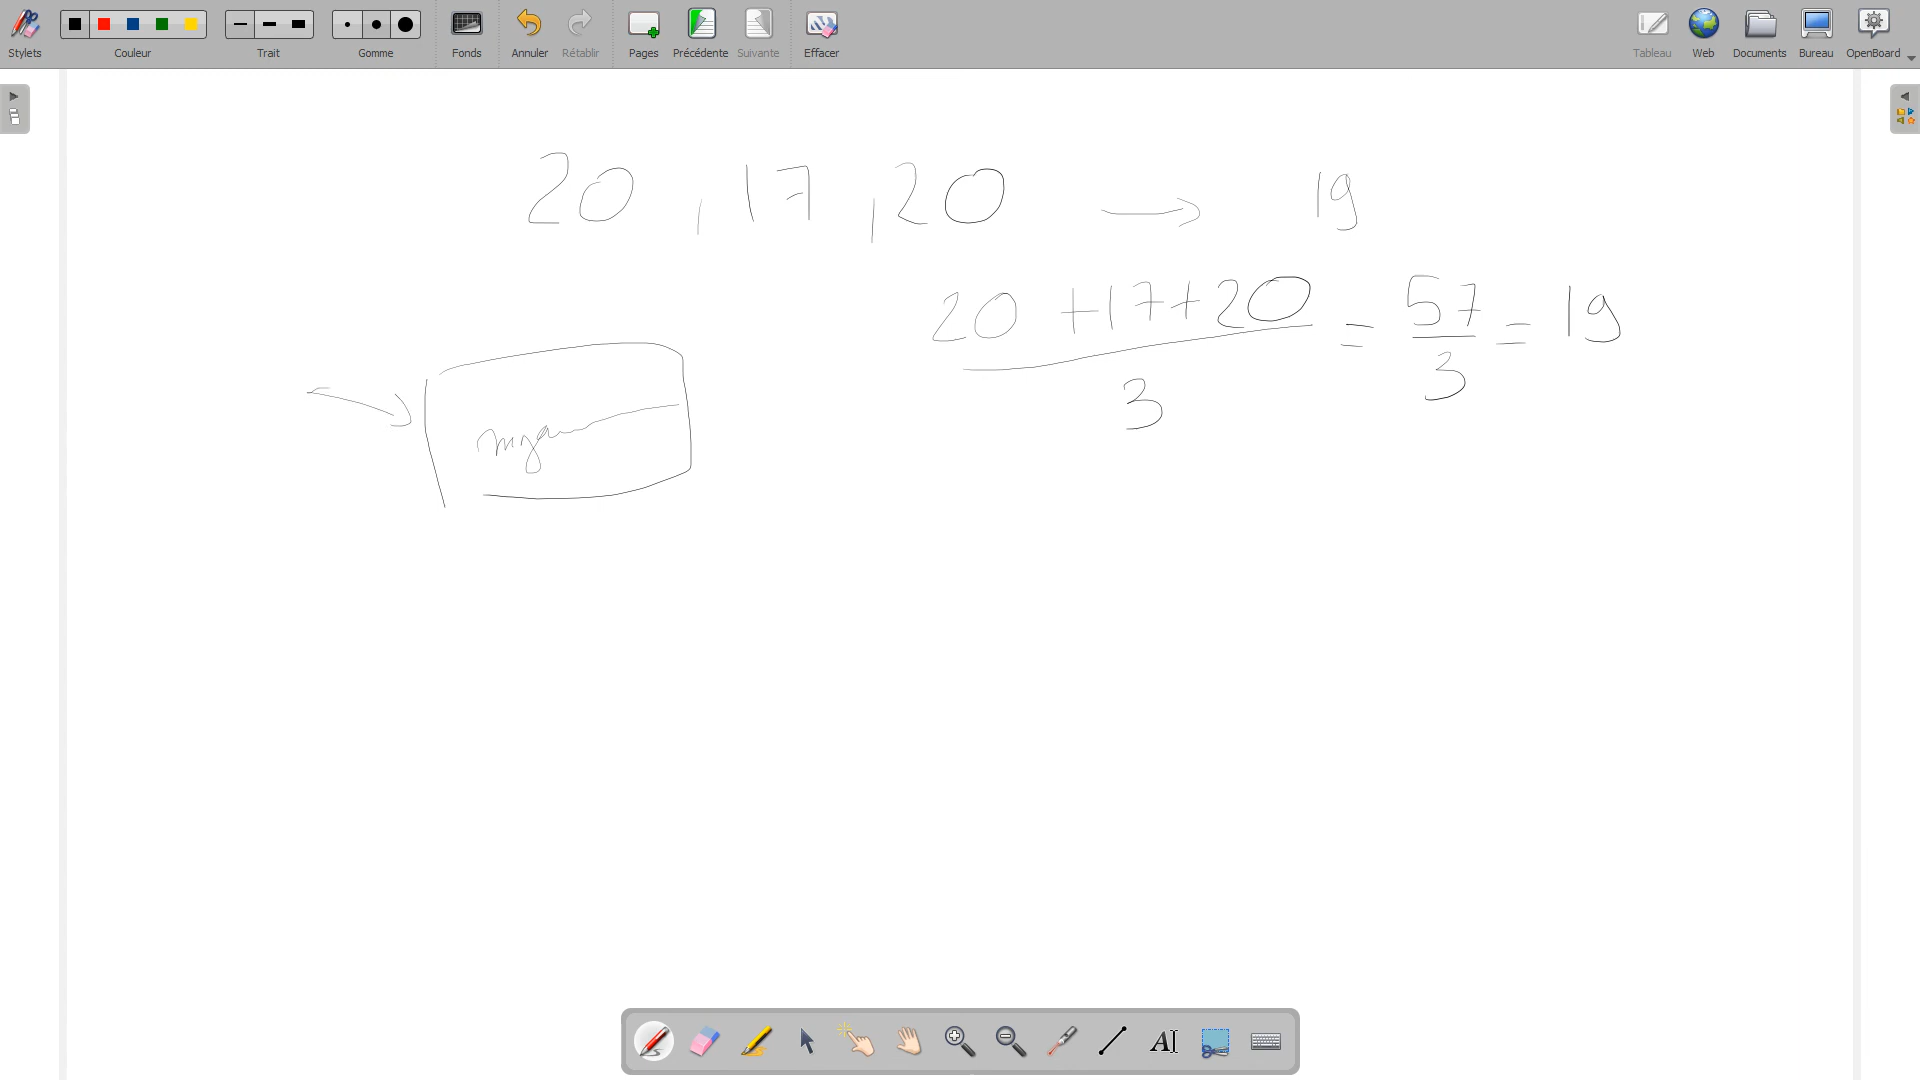 Stylets Couleur Trait Gomme Fonds Annuler Rétablir Pages Précédente Suivante Effacer Tableau Web Documents Bureau OpenBoard
20 , 17 , 20 → 19
20 + 17 + 20 / 3 = 57 / 3 = 19
AI